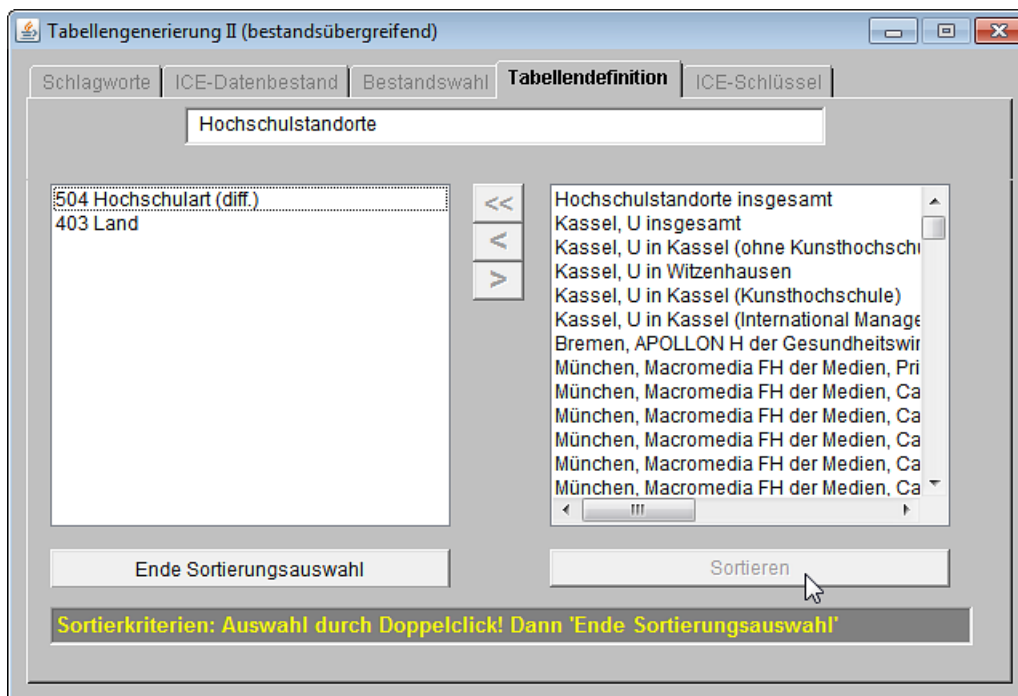 Tabellengenerierung II (bestandsübergreifend)
Schlagworte ICE-Datenbestand Bestandswahl Tabellendefinition ICE-Schlüssel
Hochschulstandorte
504 Hochschulart (diff.)
403 Land
<<
<
>
Hochschulstandorte insgesamt
Kassel, U insgesamt
Kassel, U in Kassel (ohne Kunsthochschu
Kassel, U in Witzenhausen
Kassel, U in Kassel (Kunsthochschule)
Kassel, U in Kassel (International Manage
Bremen, APOLLON H der Gesundheitswir
München, Macromedia FH der Medien, Pri
München, Macromedia FH der Medien, Ca
München, Macromedia FH der Medien, Ca
München, Macromedia FH der Medien, Ca
München, Macromedia FH der Medien, Ca
München, Macromedia FH der Medien, Ca
Ende Sortierungsauswahl
Sortieren
Sortierkriterien: Auswahl durch Doppelclick! Dann 'Ende Sortierungsauswahl'